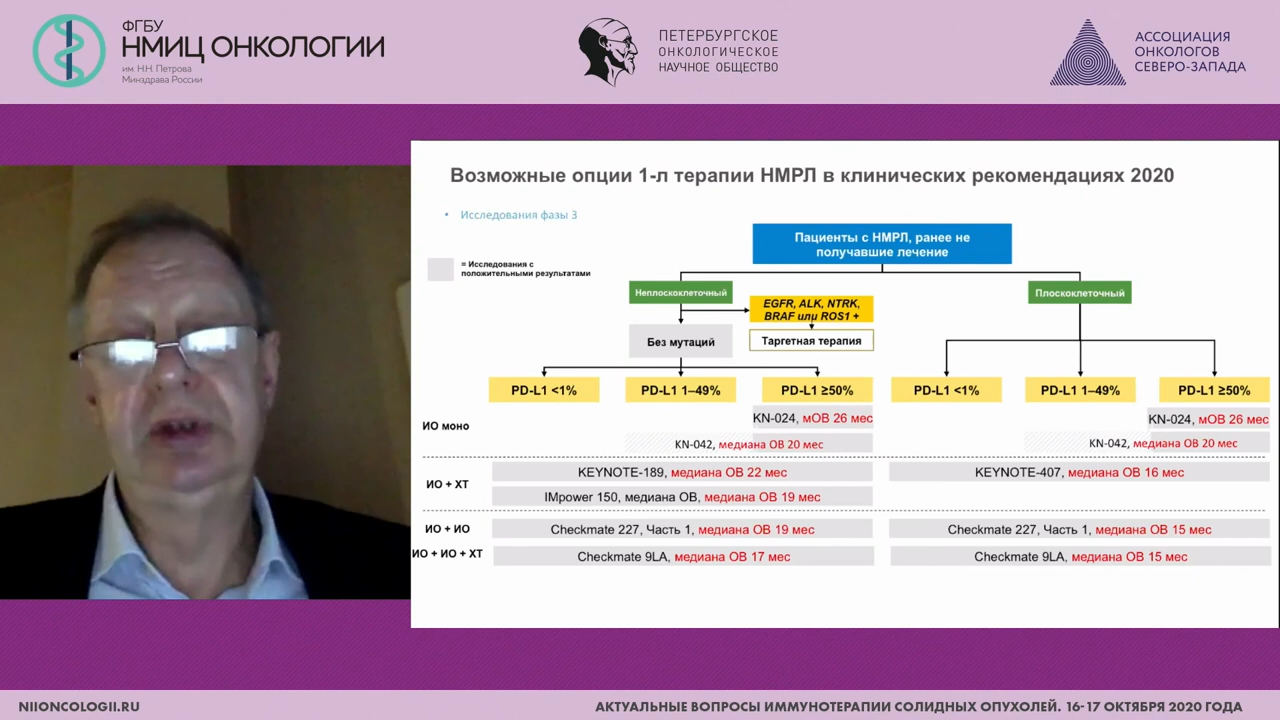 ФГБУ
НМИЦ ОНКОЛОГИИ
им. Н.Н. Петрова
Минздрава России
ПЕТЕРБУРГСКОЕ
ОНКОЛОГИЧЕСКОЕ
НАУЧНОЕ ОБЩЕСТВО
АССОЦИАЦИЯ
ОНКОЛОГОВ
СЕВЕРО-ЗАПАДА
Возможные опции 1-л терапии НМРЛ в клинических рекомендациях 2020
• Исследования фазы 3
= Исследования с
положительными результатами
Пациенты с НМРЛ, ранее не
получавшие лечение
Неплоскоклеточный
Плоскоклеточный
EGFR, ALK, NTRK,
BRAF или ROS1 +
Без мутаций
Таргетная терапия
PD-L1 <1%
PD-L1 1–49%
PD-L1 ≥50%
PD-L1 <1%
PD-L1 1–49%
PD-L1 ≥50%
ИО моно
KN-024, мОВ 26 мес
KN-024, мОВ 26 мес
KN-042, медиана ОВ 20 мес
KN-042, медиана ОВ 20 мес
ИО + ХТ
KEYNOTE-189, медиана ОВ 22 мес
KEYNOTE-407, медиана ОВ 16 мес
IMpower 150, медиана ОВ, медиана ОВ 19 мес
ИО + ИО
Checkmate 227, Часть 1, медиана ОВ 19 мес
Checkmate 227, Часть 1, медиана ОВ 15 мес
ИО + ИО + ХТ
Checkmate 9LA, медиана ОВ 17 мес
Checkmate 9LA, медиана ОВ 15 мес
NIIONCOLOGII.RU
АКТУАЛЬНЫЕ ВОПРОСЫ ИММУНОТЕРАПИИ СОЛИДНЫХ ОПУХОЛЕЙ. 16-17 ОКТЯБРЯ 2020 ГОДА